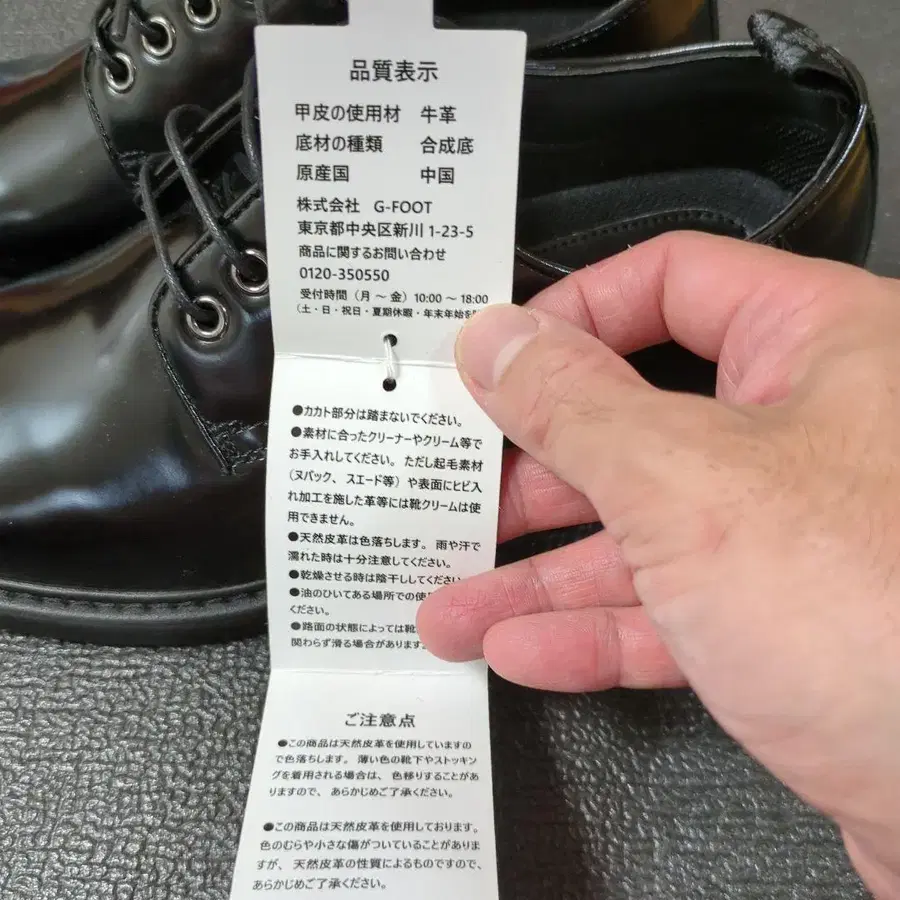 品質表示
甲皮の使用材 牛革
底材の種類 合成底
原産国 中国
株式会社 G-FOOT
東京都中央区新川 1-23-5
商品に関するお問い合わせ
0120-350550
受付時間（月～金）10:00～18:00
（土・日・祝日・夏期休暇・年末年始を
●カカト部分は踏まないでください。
●素材に合ったクリーナーやクリーム等で
お手入れしてください。ただし起毛素材
（ヌバック、スエード等）や表面にヒビ入
れ加工を施した革等には靴クリームは使
用できません。
●天然皮革は色落ちします。雨や汗で
濡れた時は十分注意してください。
●乾燥させる時は陰干ししてください
●油のひいてある場所での使用
ください。
●路面の状態によっては靴
関わらず滑る場合があります。
ご注意点
●この商品は天然皮革を使用していますの
で色落ちします。薄い色の靴下やストッキン
グを着用される場合は、色移りすることがあ
りますので、あらかじめご了承ください。
●この商品は天然皮革を使用しております。
色のむらや小さな傷がついていることがありま
すが、天然皮革の性質によるものですので、
あらかじめご了承ください。